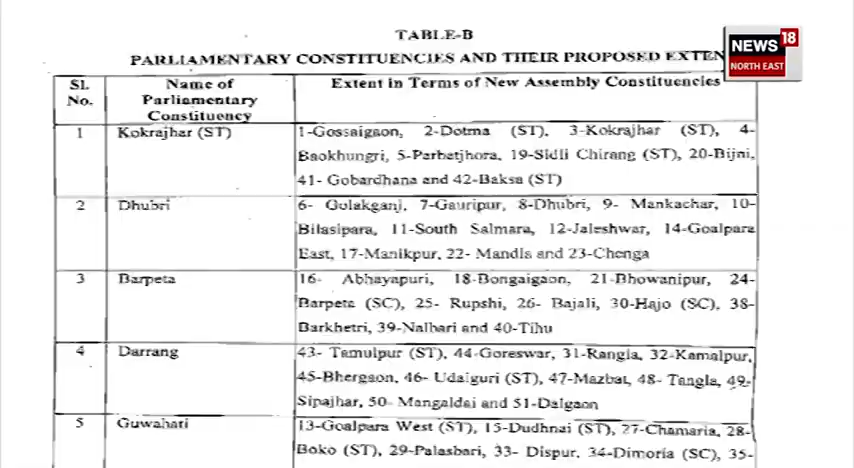 TABLE-B
PARLIAMENTARY CONSTITUENCIES AND THEIR PROPOSED EXTEN
NEWS 18
NORTH EAST
Sl. No. Name of Parliamentary Constituency Extent in Terms of New Assembly Constituencies
1 Kokrajhar (ST) 1-Gossaigaon, 2-Dotma (ST), 3-Kokrajhar (ST), 4-
Baokhungri, 5-Parbatjhora, 19-Sidli Chirang (ST), 20-Bijni,
41- Gobardhana and 42-Baksa (ST)
2 Dhubri 6- Golakganj, 7-Gauripur, 8-Dhubri, 9- Mankachar, 10-
Bilasipara, 11-South Salmara, 12-Jaleshwar, 14-Goalpara
East, 17-Manikpur, 22- Mandia and 23-Chenga
3 Barpeta 16- Abhayapuri, 18-Bongaigaon, 21-Bhowanipur, 24-
Barpeta (SC), 25- Rupshi, 26- Bajali, 30-Hajo (SC), 38-
Barkhetri, 39-Nalbari and 40-Tihu
4 Darrang 43- Tamulpur (ST), 44-Goreswar, 31-Rangia, 32-Kamalpur,
45-Bhergaon, 46- Udalguri (ST), 47-Mazbat, 48- Tangla, 49-
Sipajhar, 50- Mangaldai and 51-Dalgaon
5 Guwahati 13-Goalpara West (ST), 15-Dudhnai (ST), 27-Chamaria, 28-
Boko (ST), 29-Palasbari, 33- Dispur, 34-Dimoria (SC), 35-